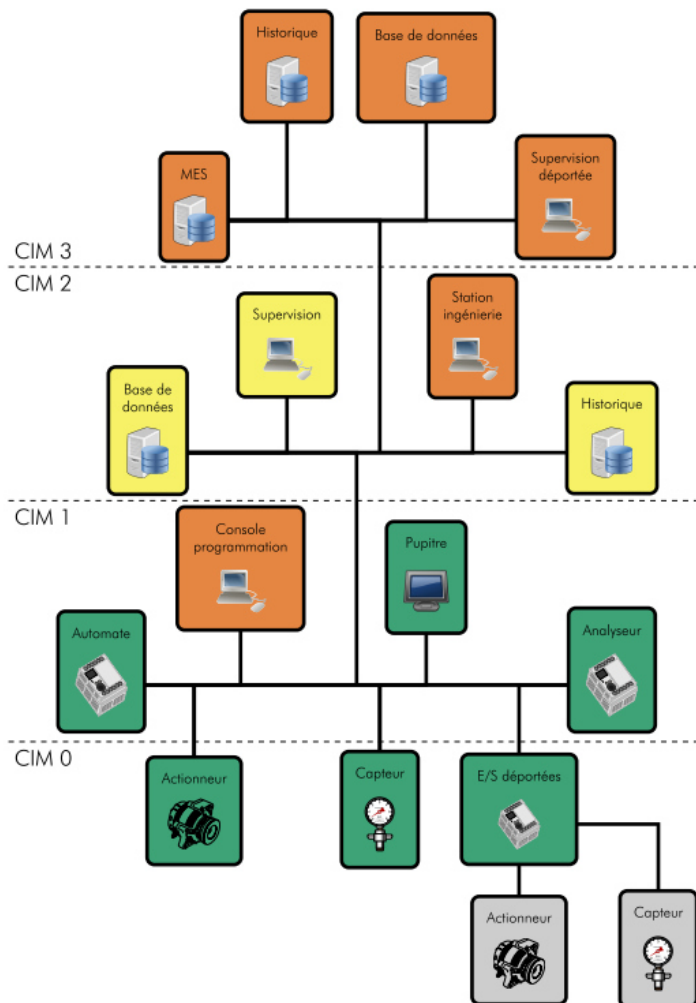 Historique
Base de données
MES
Supervision
déportée
CIM 3
CIM 2
Supervision
Station
ingénierie
Base de
données
Historique
CIM 1
Console
programmation
Pupitre
Automate
Analyseur
CIM 0
Actionneur
Capteur
E/S déportées
Actionneur
Capteur